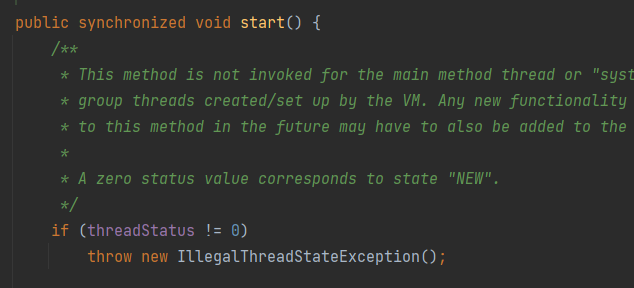 public synchronized void start() {
/**
* This method is not invoked for the main method thread or "syst
* group threads created/set up by the VM. Any new functionality
* to this method in the future may have to also be added to the
*
* A zero status value corresponds to state "NEW".
*/
if (threadStatus != 0)
throw new IllegalThreadStateException();